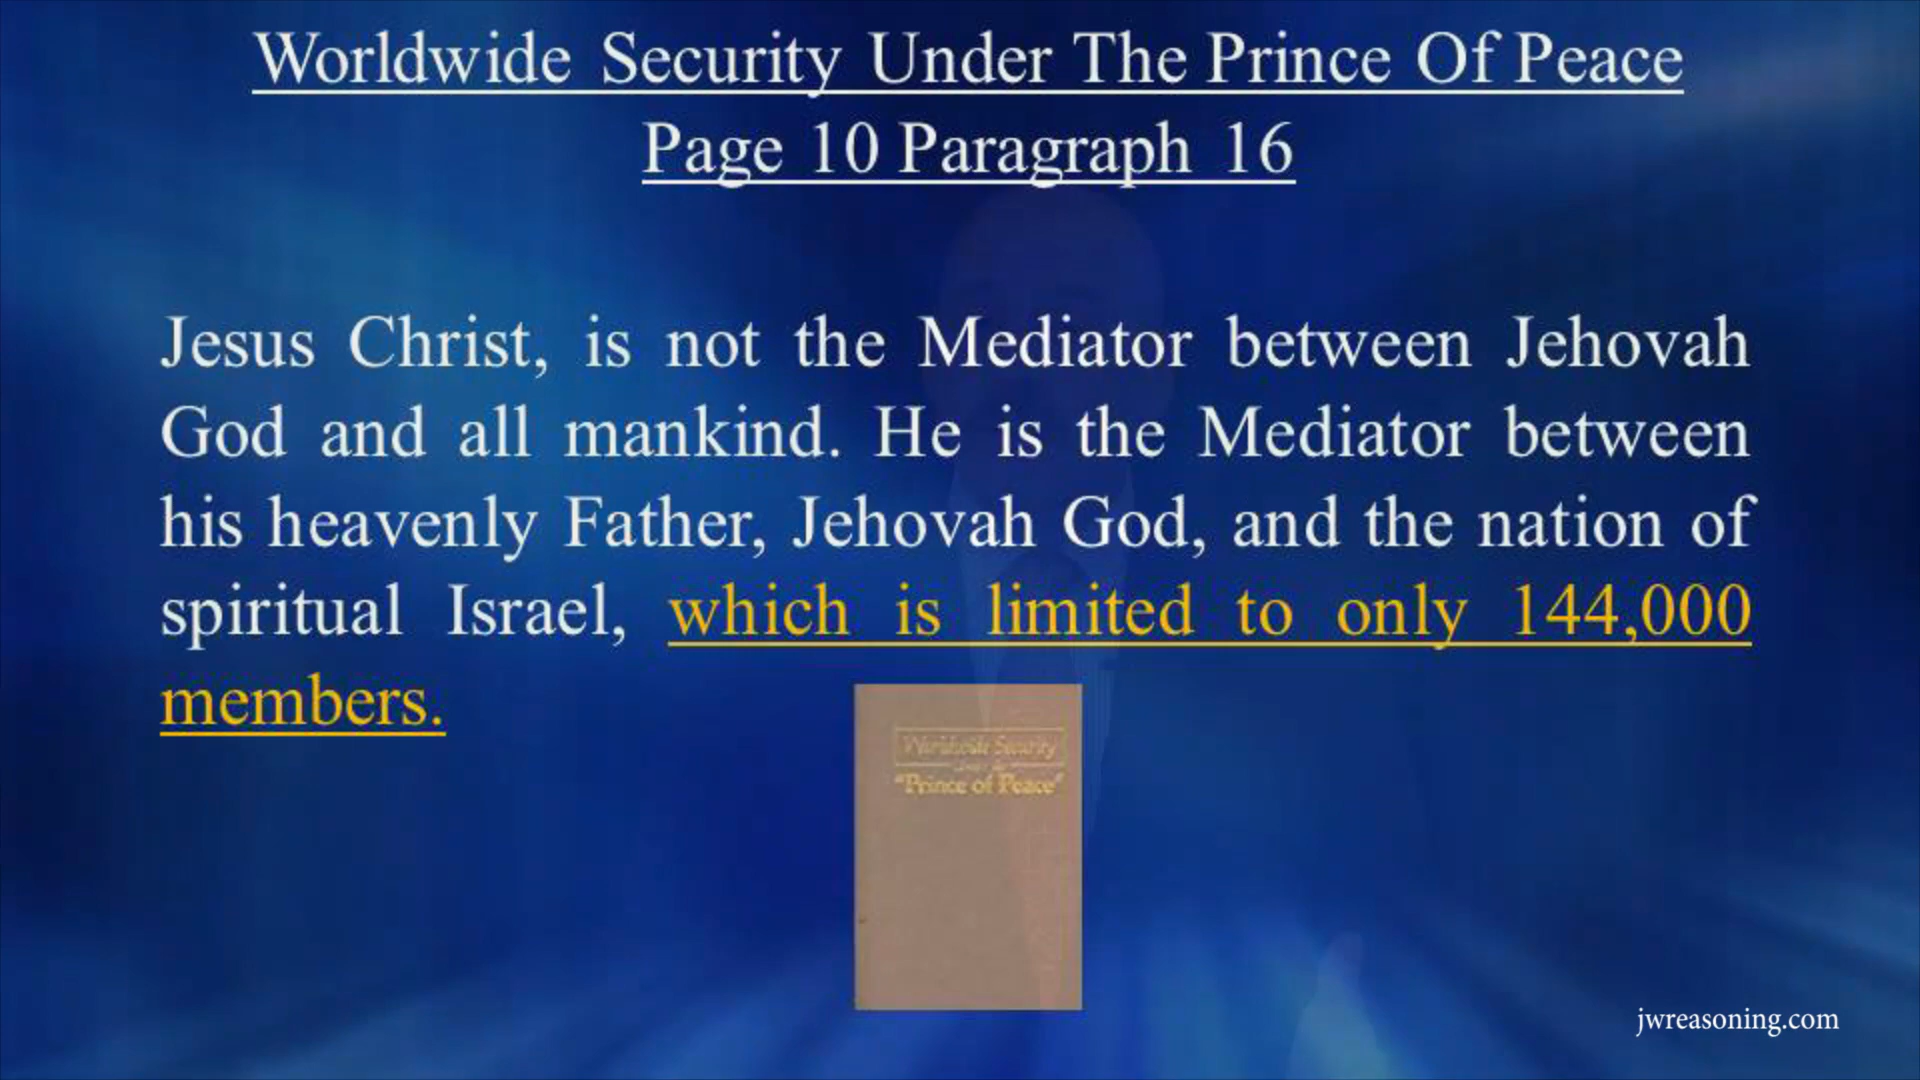 Worldwide Security Under The Prince Of Peace
Page 10 Paragraph 16
Jesus Christ, is not the Mediator between Jehovah
God and all mankind. He is the Mediator between
his heavenly Father, Jehovah God, and the nation of
spiritual Israel, which is limited to only 144,000
members.
Worldwide Security
"Prince of Peace"
jwreasoning.com